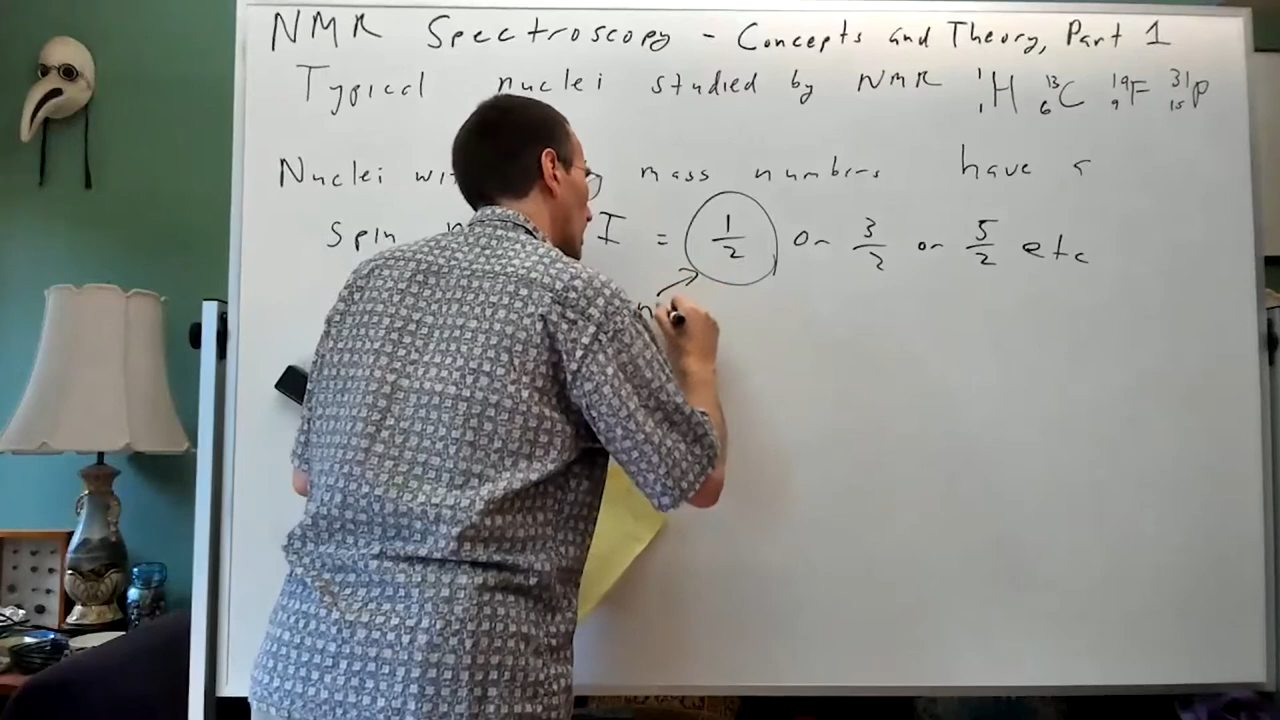 NMR Spectroscopy - Concepts and Theory, Part 1
Typical nuclei studied by NMR ¹₁H ¹³₆C ¹⁹₉F ³¹₁₅P
Nuclei mass numbers have a
Spin I = 1/2 or 3/2 or 5/2 etc